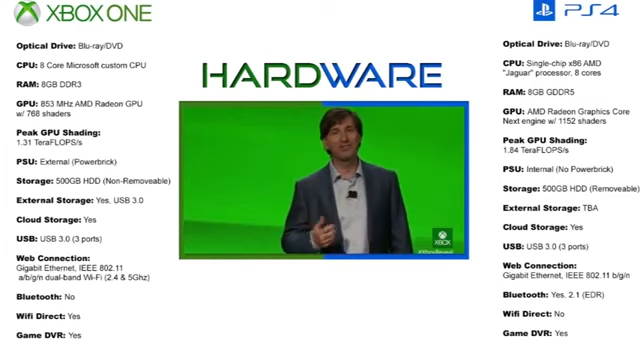 XBOX ONE
Optical Drive: Blu-ray/DVD
CPU: 8 Core Microsoft custom CPU
RAM: 8GB DDR3
GPU: 853 MHz AMD Radeon GPU
w/ 768 shaders
Peak GPU Shading:
1.31 TeraFLOPS/s
PSU: External (Powerbrick)
Storage: 500GB HDD (Non-Removeable)
External Storage: Yes, USB 3.0
Cloud Storage: Yes
USB: USB 3.0 (3 ports)
Web Connection:
Gigabit Ethernet, IEEE 802.11
a/b/g/n dual-band Wi-Fi (2.4 & 5Ghz)
Bluetooth: No
Wifi Direct: Yes
Game DVR: Yes
HARDWARE
XBOX
#XboxReveal
PS4
Optical Drive: Blu-ray/DVD
CPU: Single-chip x86 AMD
"Jaguar" processor, 8 cores
RAM: 8GB GDDR5
GPU: AMD Radeon Graphics Core
Next engine w/ 1152 shaders
Peak GPU Shading:
1.84 TeraFLOPS/s
PSU: Internal (No Powerbrick)
Storage: 500GB HDD (Removeable)
External Storage: TBA
Cloud Storage: Yes
USB: USB 3.0 (3 ports)
Web Connection:
Gigabit Ethernet, IEEE 802.11 b/g/n
Bluetooth: Yes, 2.1 (EDR)
Wifi Direct: No
Game DVR: Yes